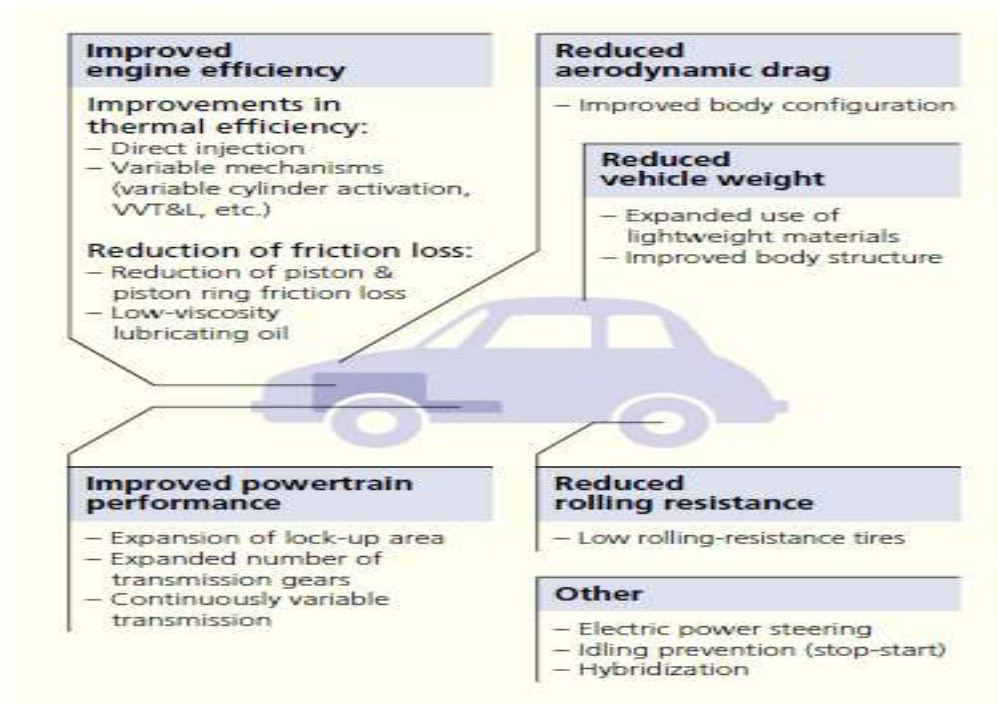 Improved
engine efficiency
Improvements in
thermal efficiency:
– Direct injection
– Variable mechanisms
(variable cylinder activation,
VVT&L, etc.)
Reduction of friction loss:
– Reduction of piston &
piston ring friction loss
– Low-viscosity
lubricating oil
Reduced
aerodynamic drag
– Improved body configuration
Reduced
vehicle weight
– Expanded use of
lightweight materials
– Improved body structure
Improved powertrain
performance
– Expansion of lock-up area
– Expanded number of
transmission gears
– Continuously variable
transmission
Reduced
rolling resistance
– Low rolling-resistance tires
Other
– Electric power steering
– Idling prevention (stop-start)
– Hybridization